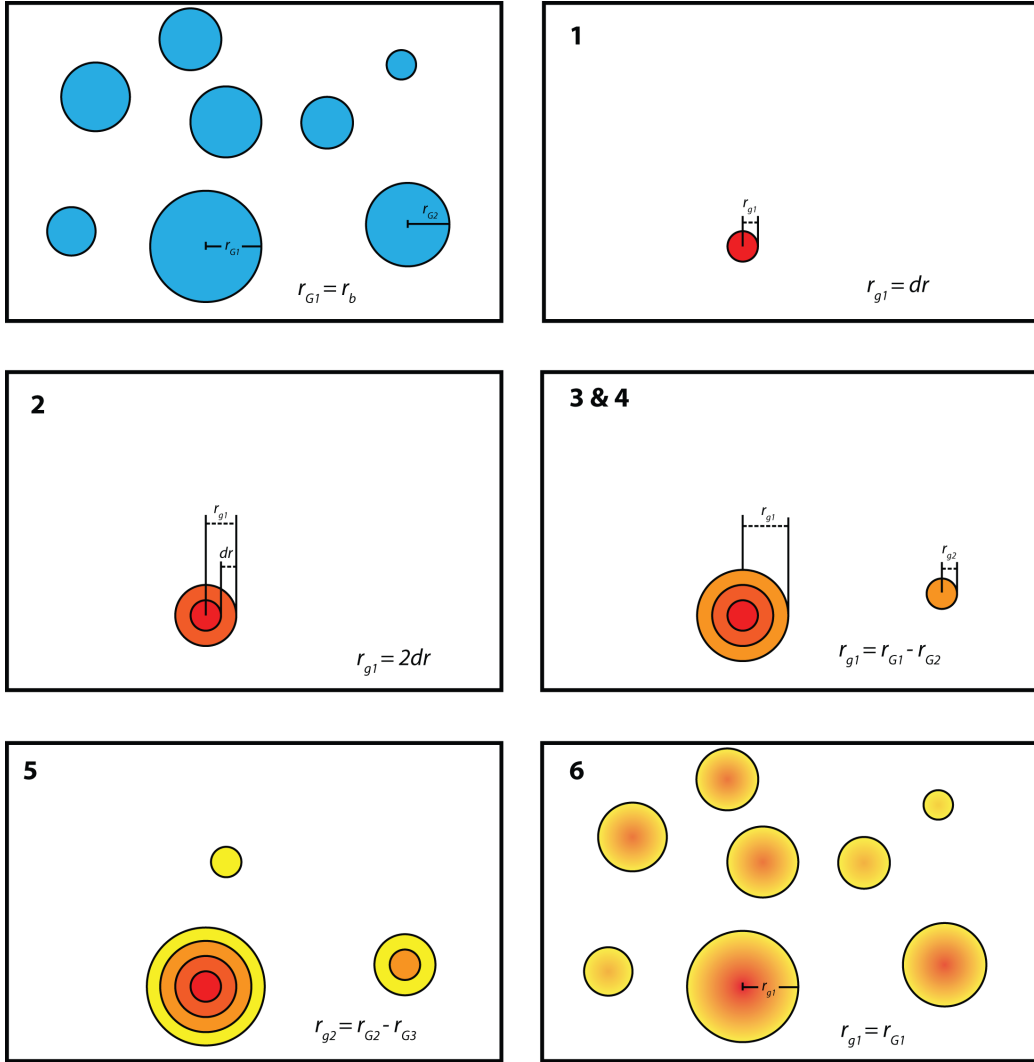 r_G2
r_G1
r_G1 = r_b
1
r_g1
r_g1 = dr
2
r_g1
dr
r_g1 = 2dr
3 & 4
r_g1
r_g2
r_g1 = r_G1 - r_G2
5
r_g2 = r_G2 - r_G3
6
r_g1
r_g1 = r_G1